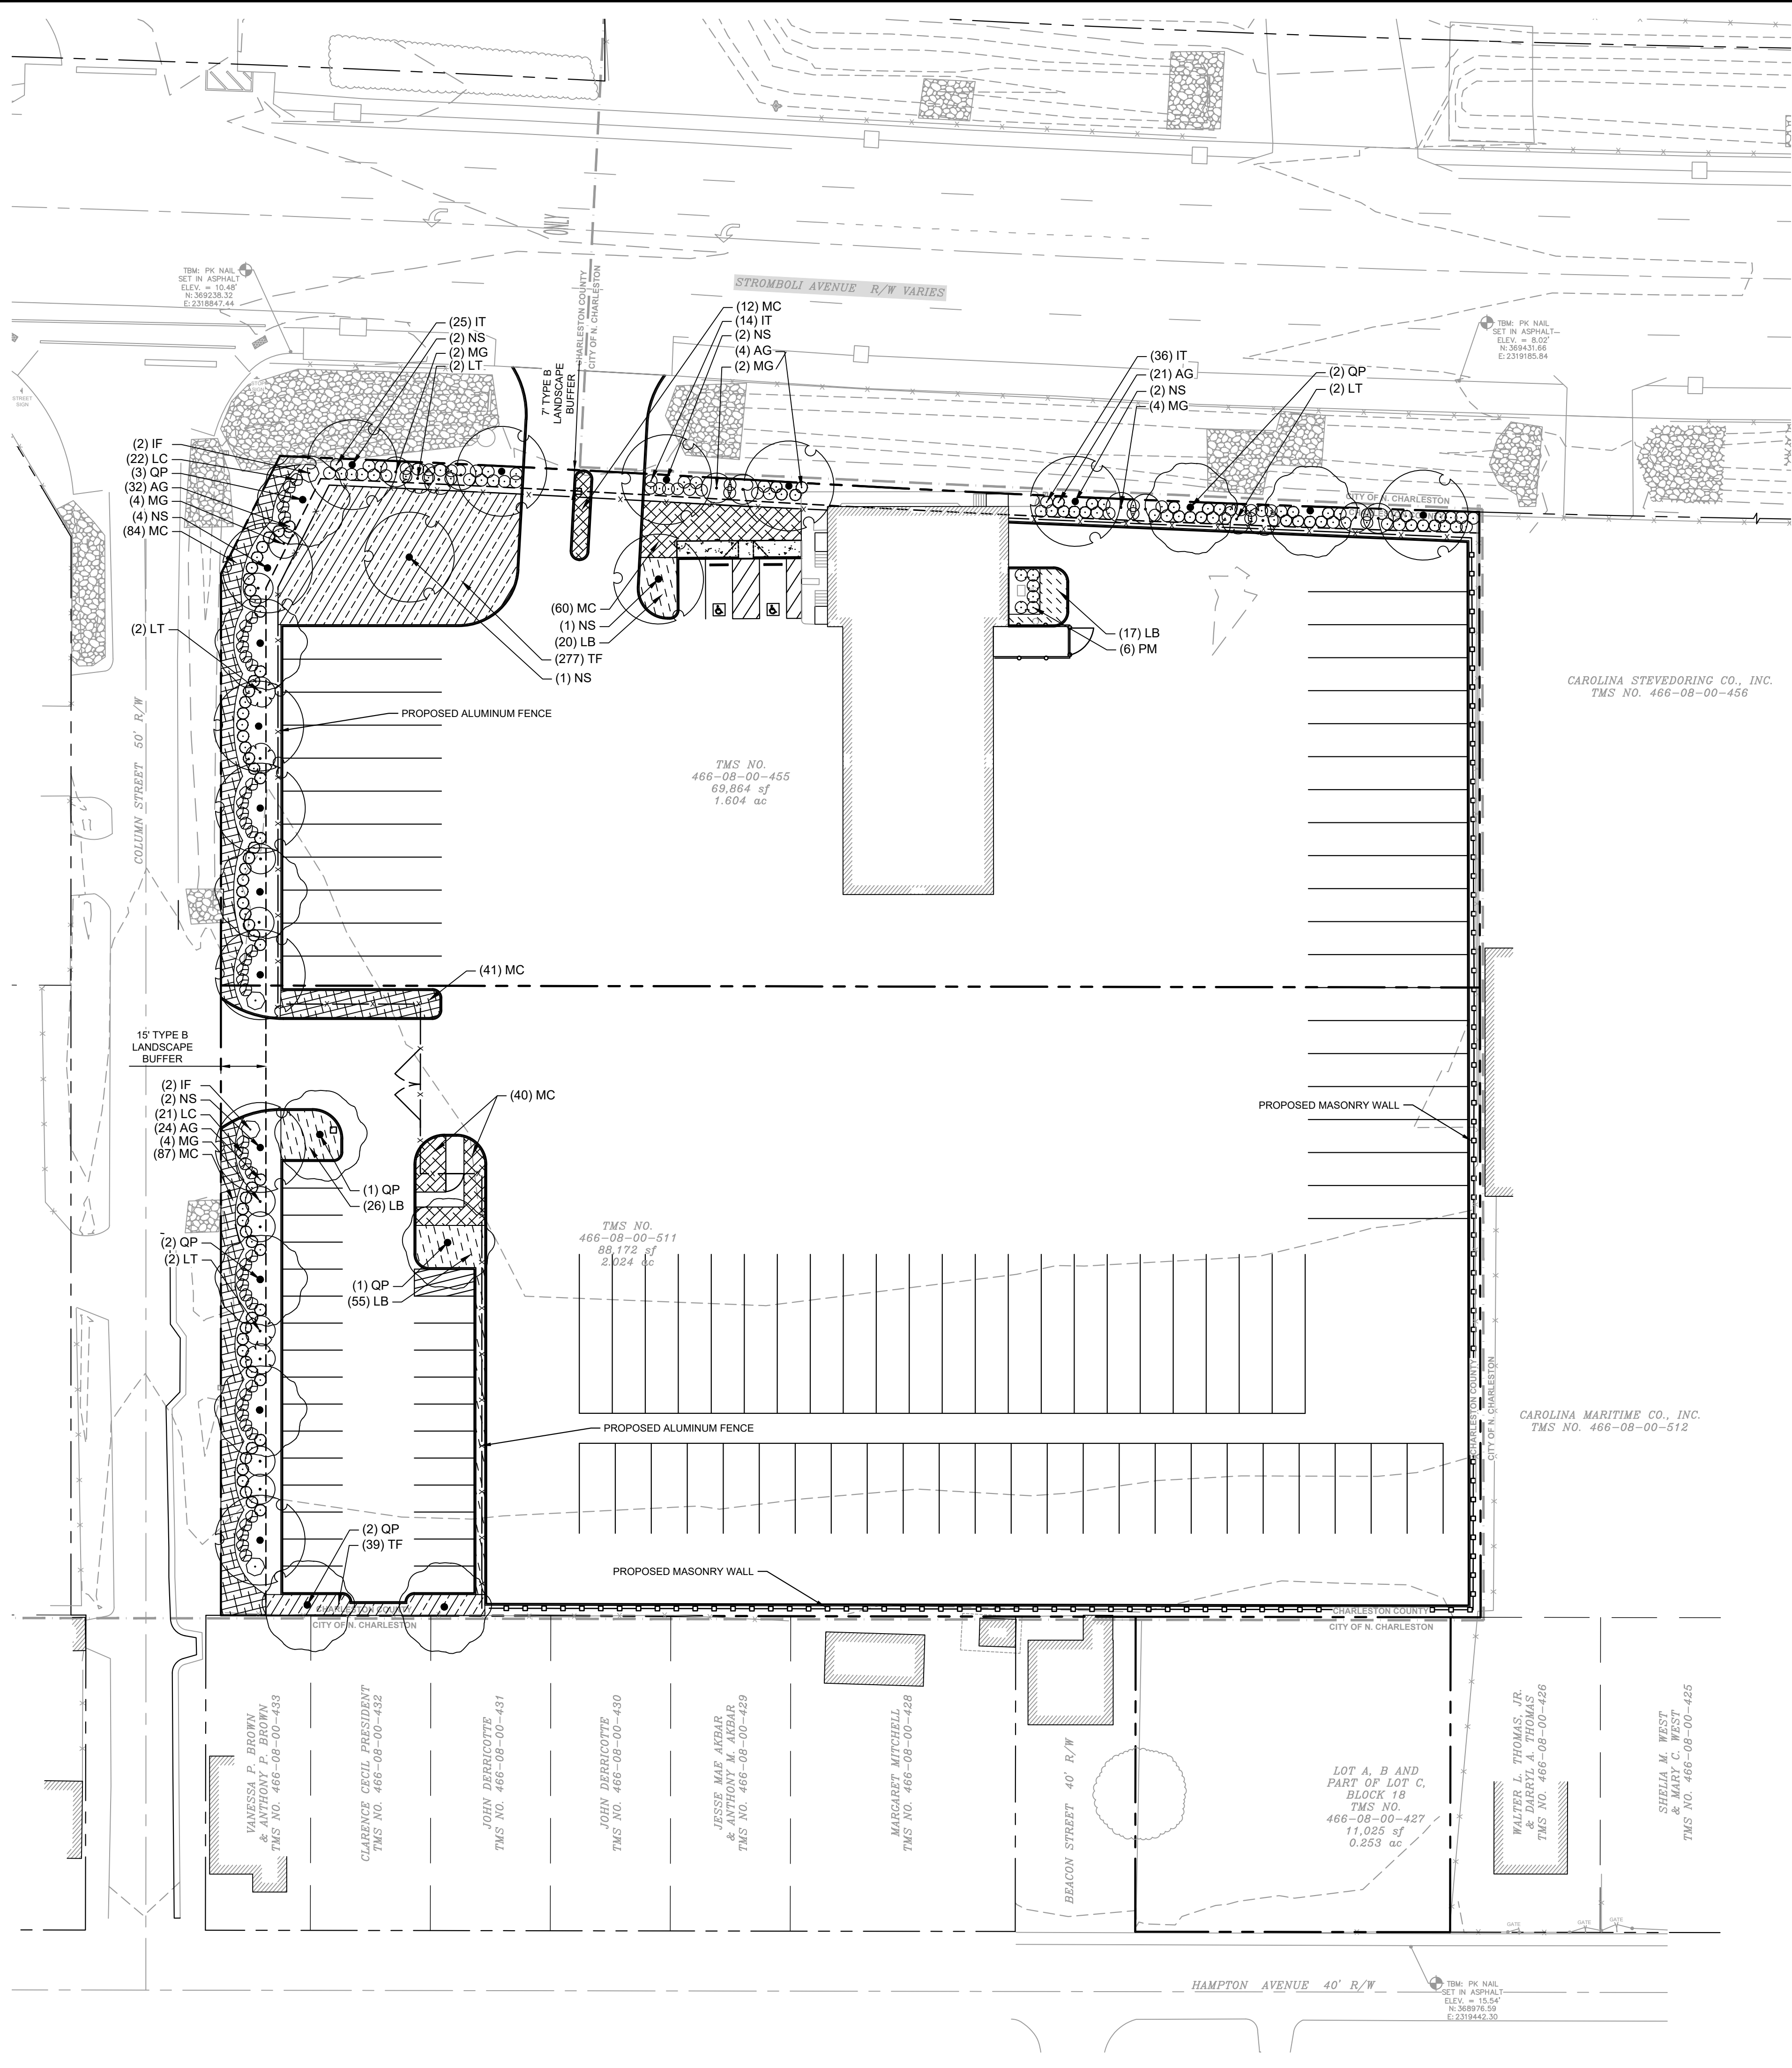 TBM: PK NAIL
SET IN ASPHALT
ELEV. = 10.48'
N: 369238.32
E: 2318847.44
STROMBOLI AVENUE R/W VARIES
CHARLESTON COUNTY
CITY OF N. CHARLESTON
TBM: PK NAIL
SET IN ASPHALT
ELEV. = 8.02'
N: 369431.66
E: 2319185.84
4
STREET
SIGN
(25) IT
(2) NS
(2) MG
(2) LT
7' TYPE B
LANDSCAPE
BUFFER
(12) MC
(14) IT
(2) NS
(4) AG
(2) MG
(36) IT
(21) AG
(2) NS
(4) MG
(2) QP
(2) LT
(2) IF
(22) LC
(3) QP
(32) AG
(4) MG
(4) NS
(84) MC
(2) LT
CITY OF N. CHARLESTON
(60) MC
(1) NS
(20) LB
(277) TF
(1) NS
(17) LB
(6) PM
PROPOSED ALUMINUM FENCE
COLUMN STREET 50' R/W
TMS NO.
466-08-00-455
69,864 sf
1.604 ac
CAROLINA STEVEDORING CO., INC.
TMS NO. 466-08-00-456
(41) MC
15' TYPE B
LANDSCAPE
BUFFER
(2) IF
(2) NS
(21) LC
(24) AG
(4) MG
(87) MC
(40) MC
PROPOSED MASONRY WALL
(1) QP
(26) LB
(2) QP
(2) LT
(1) QP
(55) LB
TMS NO.
466-08-00-511
88,172 sf
2.024 ac
PROPOSED ALUMINUM FENCE
CHARLESTON COUNTY
CITY OF N. CHARLESTON
CAROLINA MARITIME CO., INC.
TMS NO. 466-08-00-512
(2) QP
(39) TF
PROPOSED MASONRY WALL
CHARLESTON COUNTY
CITY OF N. CHARLESTON
CHARLESTON COUNTY
CITY OF N. CHARLESTON
VANESSA P. BROWN
& ANTHONY P. BROWN
TMS NO. 466-08-00-433
CLARENCE CECIL PRESIDENT
TMS NO. 466-08-00-432
JOHN DERRICOTTE
TMS NO. 466-08-00-431
JOHN DERRICOTTE
TMS NO. 466-08-00-430
JESSE MAE AKBAR
& ANTHONY M. AKBAR
TMS NO. 466-08-00-429
MARGARET MITCHELL
TMS NO. 466-08-00-428
BEACON STREET 40' R/W
LOT A, B AND
PART OF LOT C,
BLOCK 18
TMS NO.
466-08-00-427
11,025 sf
0.253 ac
WALTER L. THOMAS, JR.
& DARRYL A. THOMAS
TMS NO. 466-08-00-426
SHELIA M. WEST
& MARY C. WEST
TMS NO. 466-08-00-425
GATE
GATE
GATE
HAMPTON AVENUE 40' R/W
TBM: PK NAIL
SET IN ASPHALT
ELEV. = 15.54'
N: 368976.59
E: 2319442.30